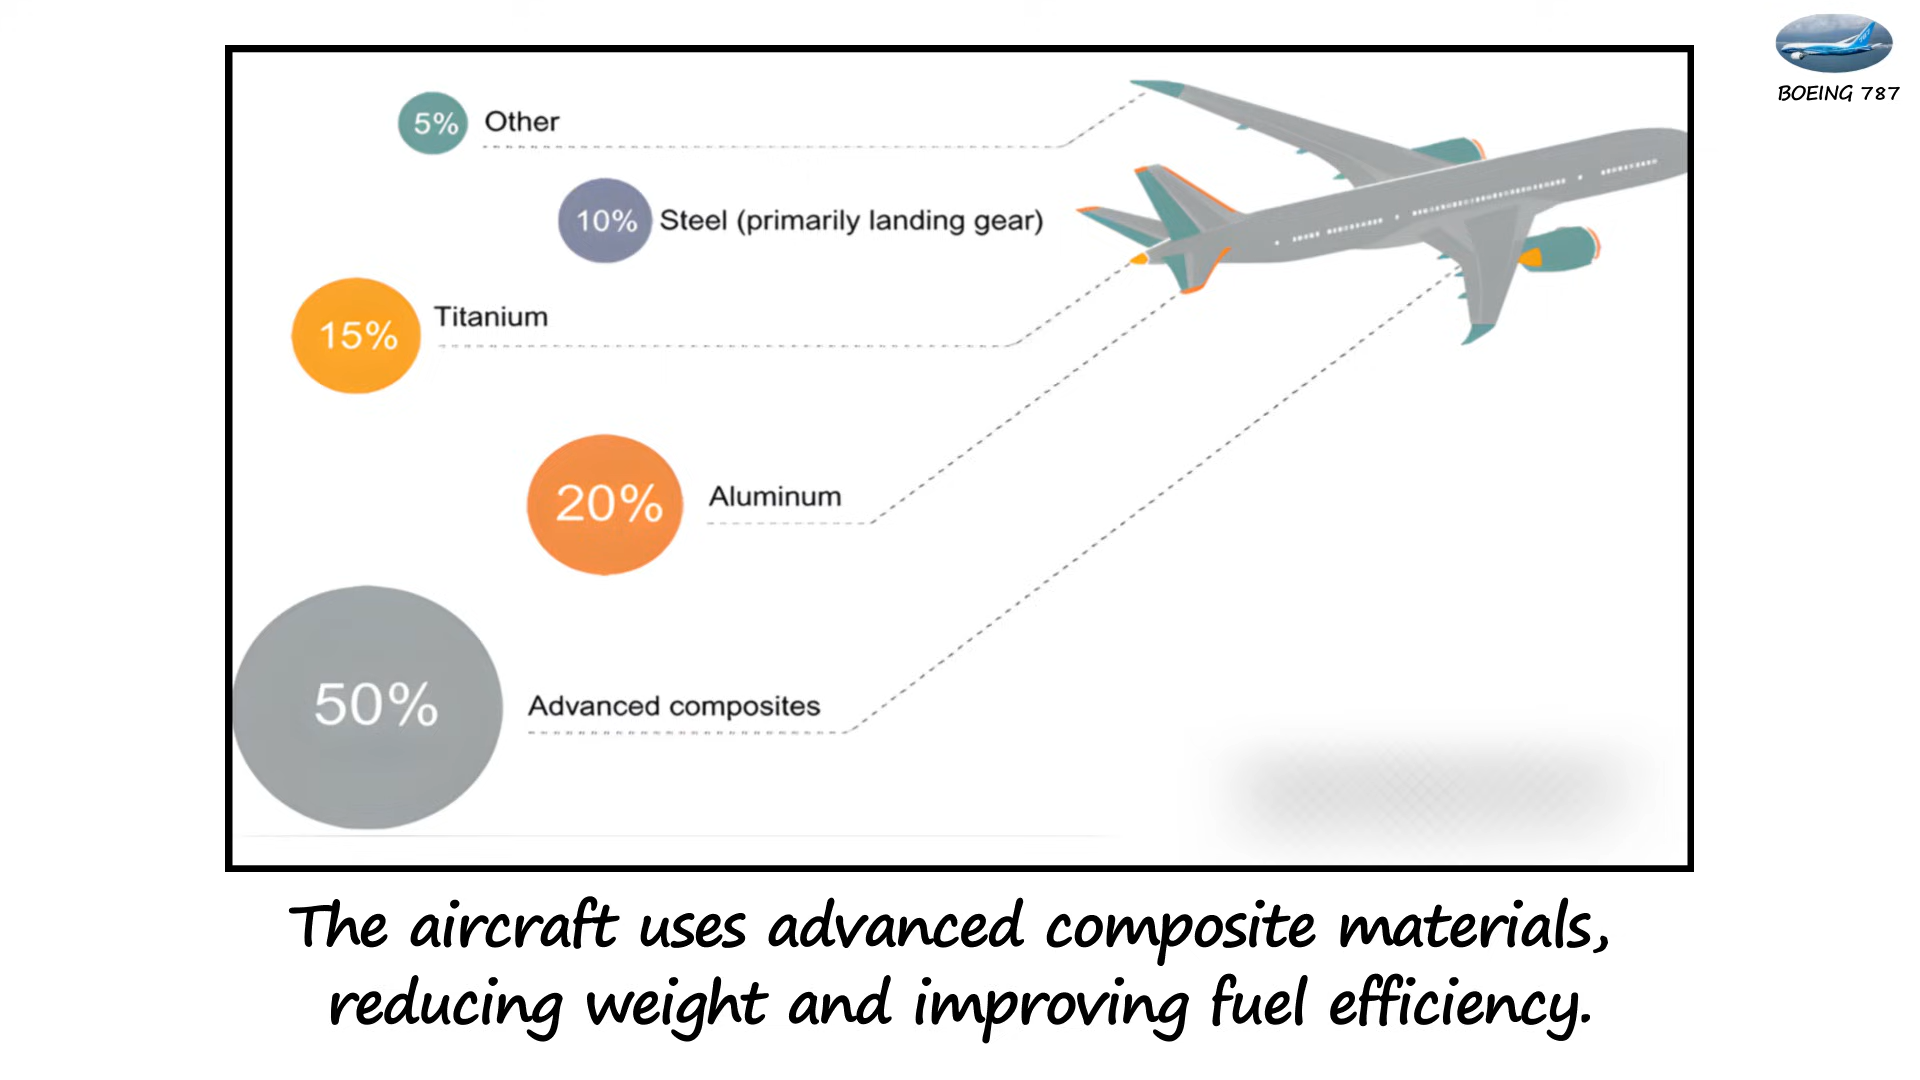 BOEING 787
5% Other
10% Steel (primarily landing gear)
15% Titanium
20% Aluminum
50% Advanced composites
The aircraft uses advanced composite materials,
reducing weight and improving fuel efficiency.